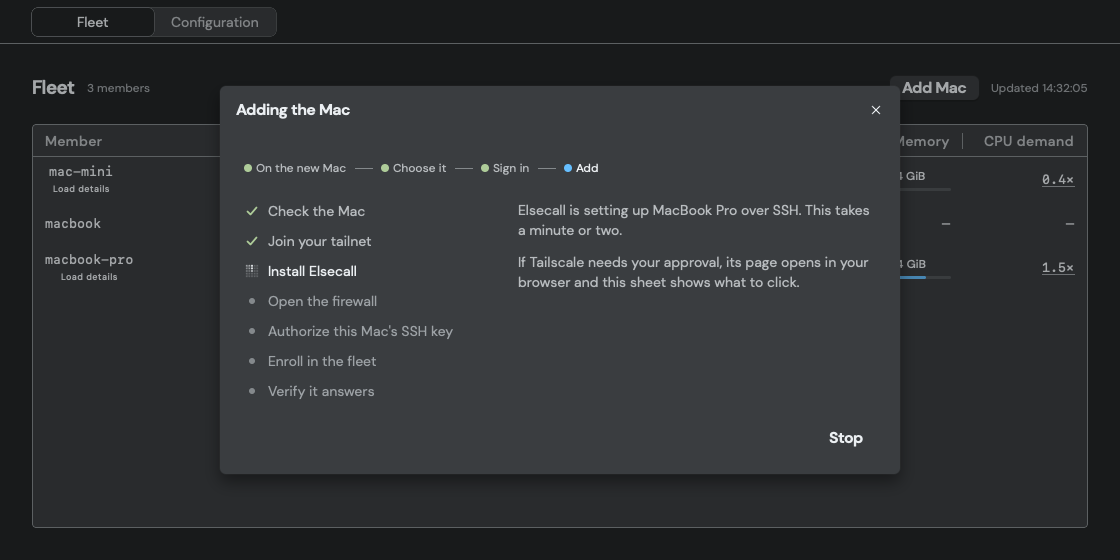 Fleet
Configuration
Fleet
3 members
Add Mac
Updated 14:32:05
Member
Memory
CPU demand
mac-mini
Load details
GiB
0.4×
macbook
—
—
macbook-pro
Load details
GiB
1.5×
Adding the Mac
On the new Mac
Choose it
Sign in
Add
Check the Mac
Join your tailnet
Install Elsecall
Open the firewall
Authorize this Mac's SSH key
Enroll in the fleet
Verify it answers
Elsecall is setting up MacBook Pro over SSH. This takes
a minute or two.
If Tailscale needs your approval, its page opens in your
browser and this sheet shows what to click.
Stop